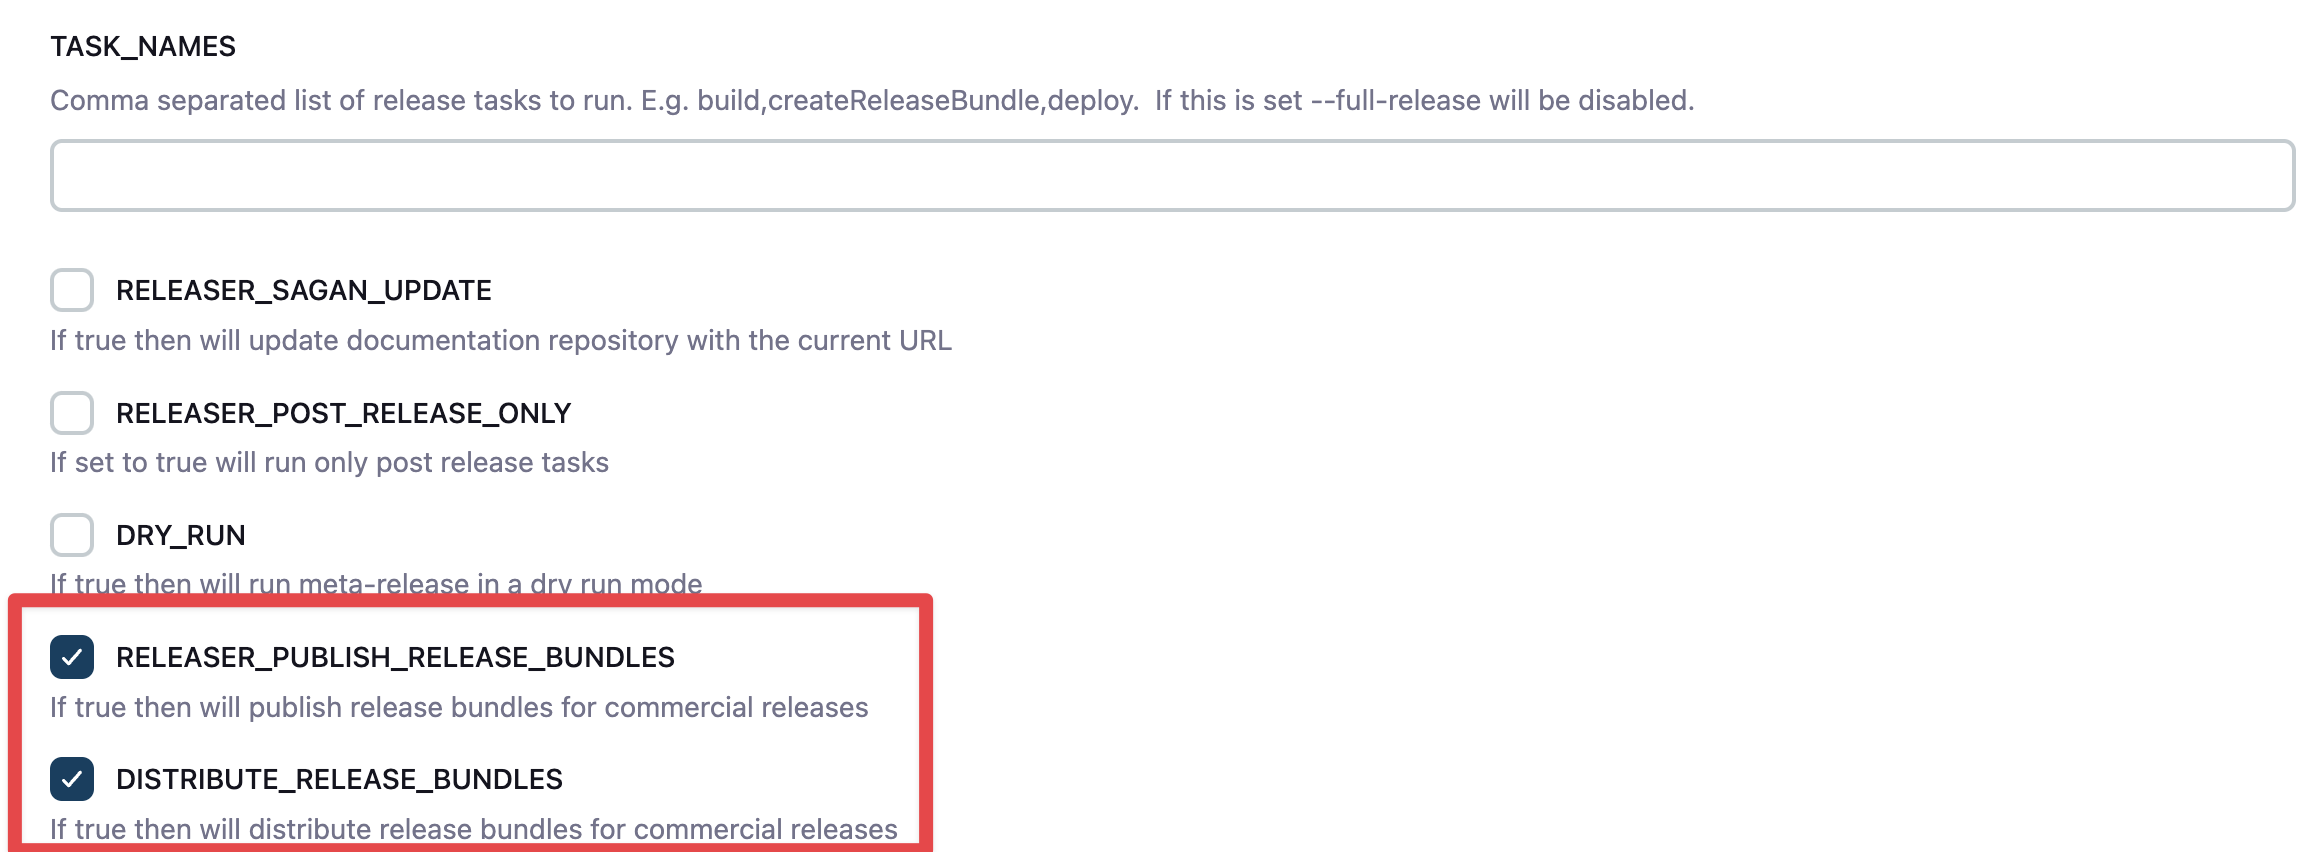 TASK_NAMES
Comma separated list of release tasks to run. E.g. build,createReleaseBundle,deploy.  If this is set --full-release will be disabled.
RELEASER_SAGAN_UPDATE
If true then will update documentation repository with the current URL
RELEASER_POST_RELEASE_ONLY
If set to true will run only post release tasks
DRY_RUN
If true then will run meta-release in a dry run mode
RELEASER_PUBLISH_RELEASE_BUNDLES
If true then will publish release bundles for commercial releases
DISTRIBUTE_RELEASE_BUNDLES
If true then will distribute release bundles for commercial releases